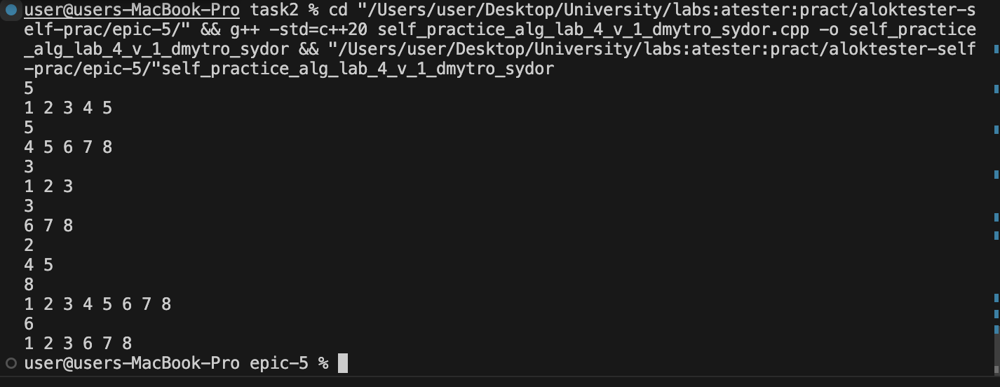 user@users-MacBook-Pro task2 % cd "/Users/user/Desktop/University/labs:atester:pract/aloktester-s
elf-prac/epic-5/" && g++ -std=c++20 self_practice_alg_lab_4_v_1_dmytro_sydor.cpp -o self_practice
_alg_lab_4_v_1_dmytro_sydor && "/Users/user/Desktop/University/labs:atester:pract/aloktester-self
-prac/epic-5/"self_practice_alg_lab_4_v_1_dmytro_sydor
5
1 2 3 4 5
5
4 5 6 7 8
3
1 2 3
3
6 7 8
2
4 5
8
1 2 3 4 5 6 7 8
6
1 2 3 6 7 8
user@users-MacBook-Pro epic-5 %